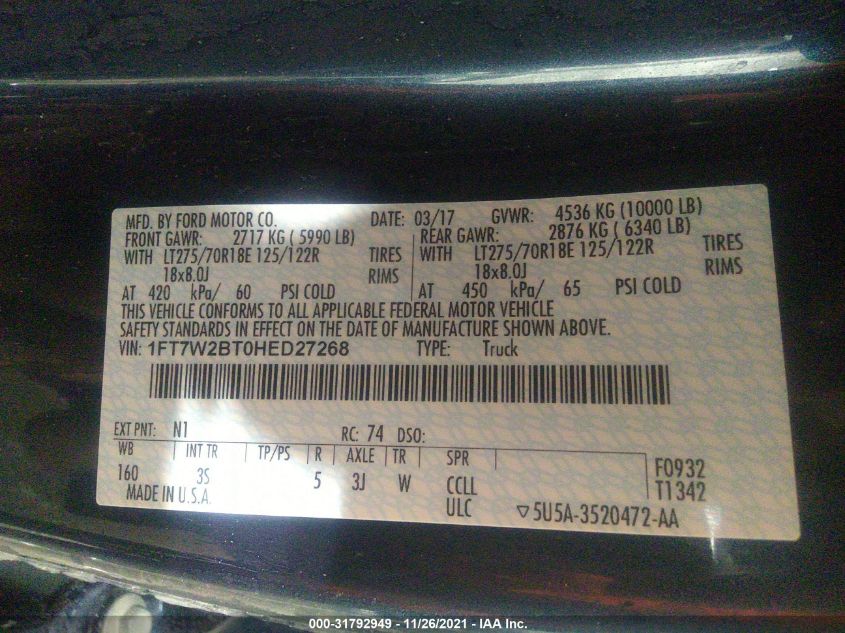 MFD. BY FORD MOTOR CO. DATE: 03/17 GVWR: 4536 KG (10000 LB)
FRONT GAWR: 2717 KG ( 5990 LB) REAR GAWR: 2876 KG ( 6340 LB)
WITH LT275/70R18E 125/122R TIRES WITH LT275/70R18E 125/122R TIRES
18x8.0J RIMS 18x8.0J RIMS
AT 420 kPa/ 60 PSI COLD AT 450 kPa/ 65 PSI COLD
THIS VEHICLE CONFORMS TO ALL APPLICABLE FEDERAL MOTOR VEHICLE
SAFETY STANDARDS IN EFFECT ON THE DATE OF MANUFACTURE SHOWN ABOVE.
VIN: 1FT7W2BT0HED27268 TYPE: Truck
EXT PNT: N1 RC: 74 DSO:
WB INT TR TP/PS R AXLE TR SPR
160 3S 5 3J W CCLL F0932
MADE IN U.S.A. ULC T1342
▽5U5A-3520472-AA
000-31792949 - 11/26/2021 - IAA Inc.